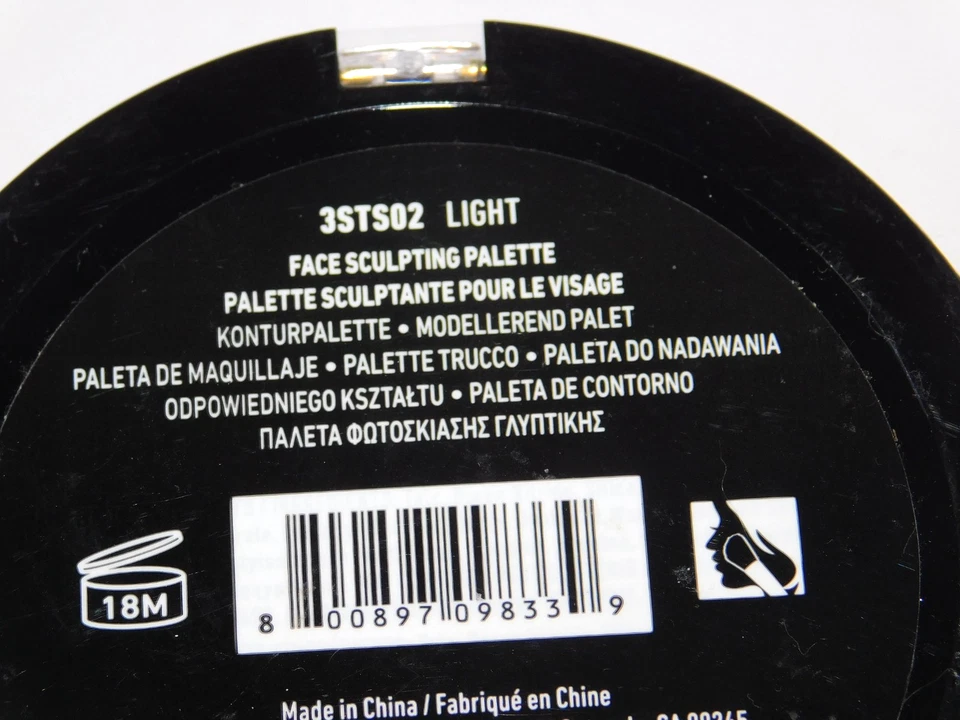 3STS02 LIGHT
FACE SCULPTING PALETTE
PALETTE SCULPTANTE POUR LE VISAGE
KONTURPALETTE • MODELLEREND PALET
PALETA DE MAQUILLAJE • PALETTE TRUCCO • PALETA DO NADAWANIA
ODPOWIEDNIEGO KSZTAŁTU • PALETA DE CONTORNO
ΠΑΛΕΤΑ ΦΩΤΟΣΚΙΑΣΗΣ ΓΛΥΠΤΙΚΗΣ
18M
8 00897 09833 9
Made in China / Fabriqué en Chine